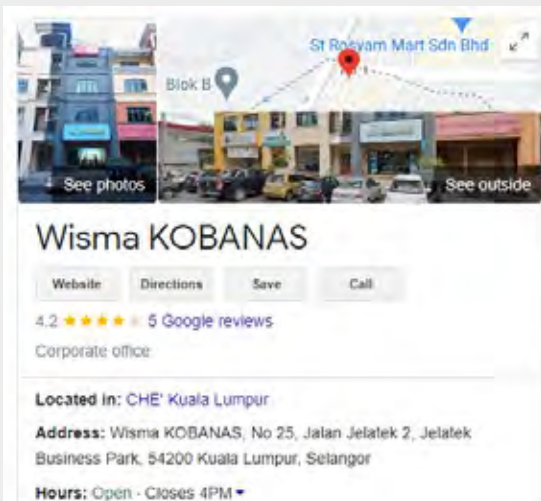 St Rosyam Mart Sdn Bhd
Blok B
See photos
See outside
Wisma KOBANAS
Website Directions Save Call
4.2 5 Google reviews
Corporate office
Located in: CHE' Kuala Lumpur
Address: Wisma KOBANAS, No 25, Jalan Jelatek 2, Jelatek
Business Park, 54200 Kuala Lumpur, Selangor
Hours: Open · Closes 4PM